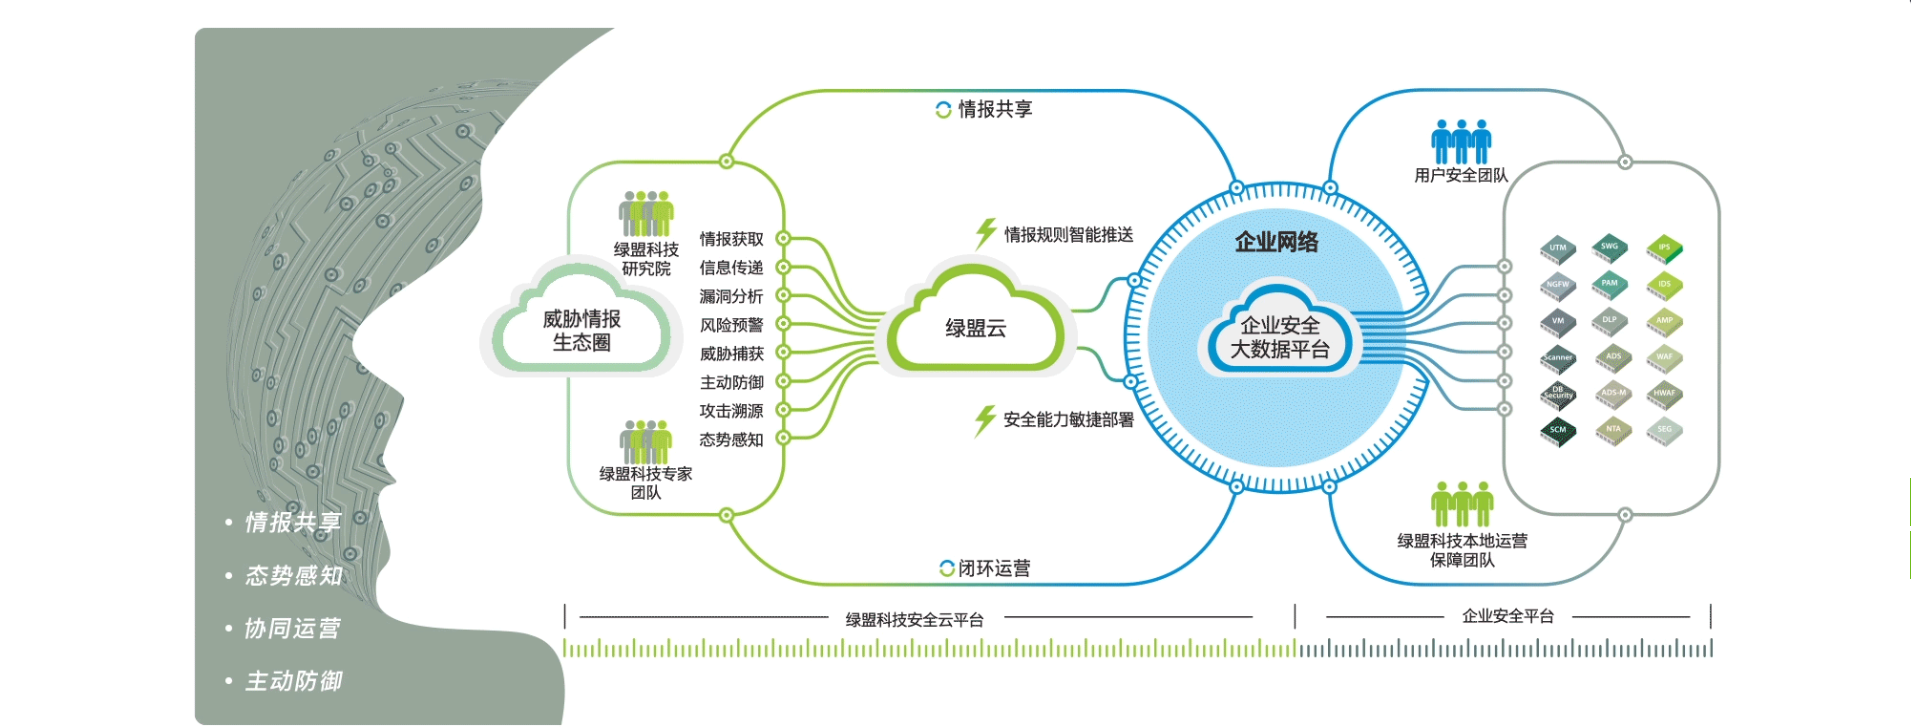 情报共享
态势感知
协同运营
主动防御
绿盟科技
研究院
威胁情报
生态圈
绿盟科技专家
团队
情报获取
信息传递
漏洞分析
风险预警
威胁捕获
主动防御
攻击溯源
态势感知
情报共享
绿盟云
情报规则智能推送
安全能力敏捷部署
闭环运营
企业网络
企业安全
大数据平台
用户安全团队
绿盟科技本地运营
保障团队
UTM SWG IPS
NGFW PAM IDS
VM DLP AMP
Scanner ADS WAF
DB
Security ADS-M HWAF
SCM NTA SEG
绿盟科技安全云平台
企业安全平台